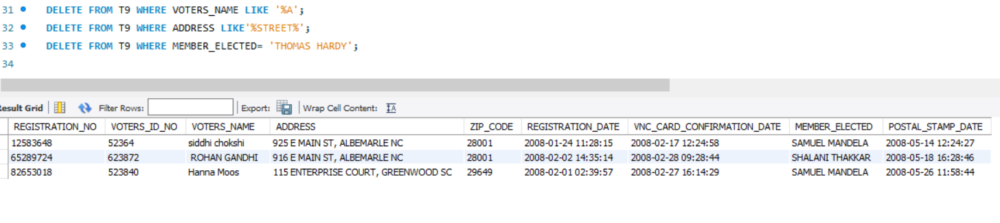 31 DELETE FROM T9 WHERE VOTERS_NAME LIKE '%A';
32 DELETE FROM T9 WHERE ADDRESS LIKE'%STREET%';
33 DELETE FROM T9 WHERE MEMBER_ELECTED= 'THOMAS HARDY';
34
Result Grid Filter Rows: Export: Wrap Cell Content: IA
REGISTRATION_NO VOTERS_ID_NO VOTERS_NAME ADDRESS ZIP_CODE REGISTRATION_DATE VNC_CARD_CONFIRMATION_DATE MEMBER_ELECTED POSTAL_STAMP_DATE
12583648 52364 siddhi chokshi 925 E MAIN ST, ALBEMARLE NC 28001 2008-01-24 11:28:15 2008-02-17 12:24:58 SAMUEL MANDELA 2008-05-14 12:24:27
65289724 623872 ROHAN GANDHI 916 E MAIN ST, ALBEMARLE NC 28001 2008-02-02 14:35:14 2008-02-28 09:28:44 SHALANI THAKKAR 2008-05-18 16:28:46
82653018 523840 Hanna Moos 115 ENTERPRISE COURT, GREENWOOD SC 29649 2008-02-01 02:39:57 2008-02-27 16:14:29 SAMUEL MANDELA 2008-05-26 11:58:44